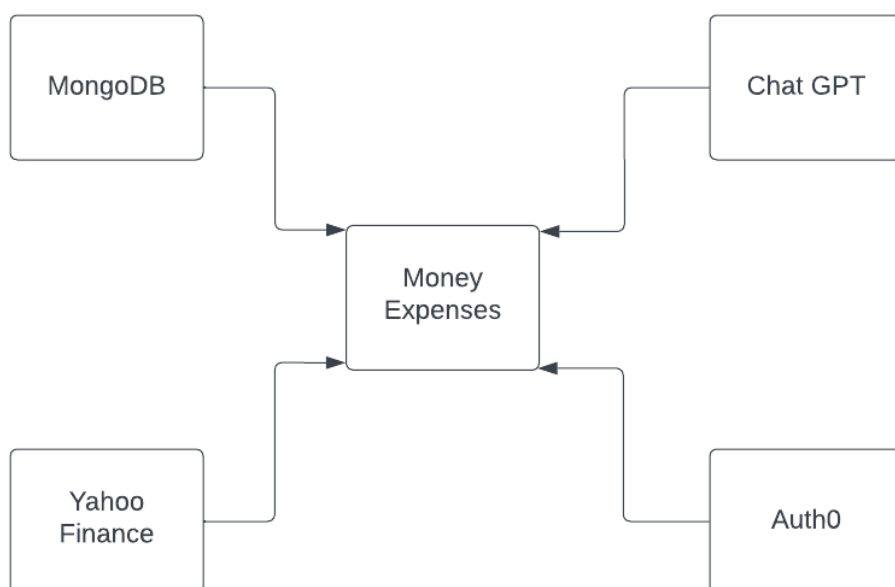 MongoDB
Chat GPT
Money
Expenses
Yahoo
Finance
Auth0